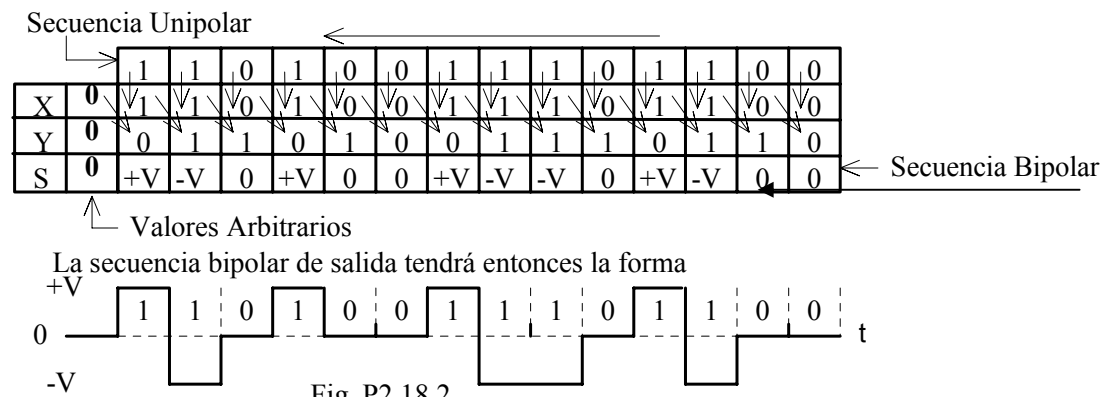 Secuencia Unipolar
1 1 0 1 0 0 1 1 1 0 1 1 0 0
X 0 1 1 0 1 0 0 1 1 1 0 1 1 0 0
Y 0 0 1 1 0 1 0 0 1 1 1 0 1 1 0
S 0 +V -V 0 +V 0 0 +V -V -V 0 +V -V 0 0
Secuencia Bipolar
Valores Arbitrarios
La secuencia bipolar de salida tendrá entonces la forma
+V
1 1 0 1 0 0 1 1 1 0 1 1 0 0
0
t
-V
Fig. P2.18.2